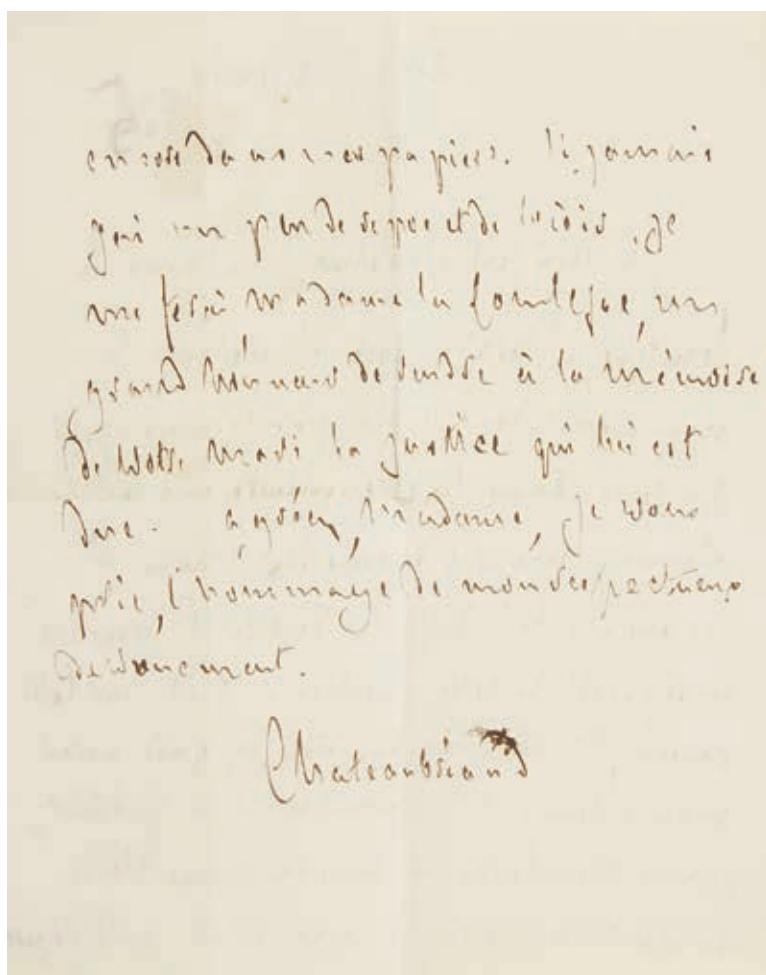 encore dans mes papiers. Si jamais
j'ai un peu de repos et de loisir, je
me ferai Madame la Comtesse, un
grand honneur de rendre à la mémoire
de Votre Mari la justice qui lui est
due. agréez, Madame, je vous
prie, l'hommage de mon respectueux
dévouement.
Chateaubriand